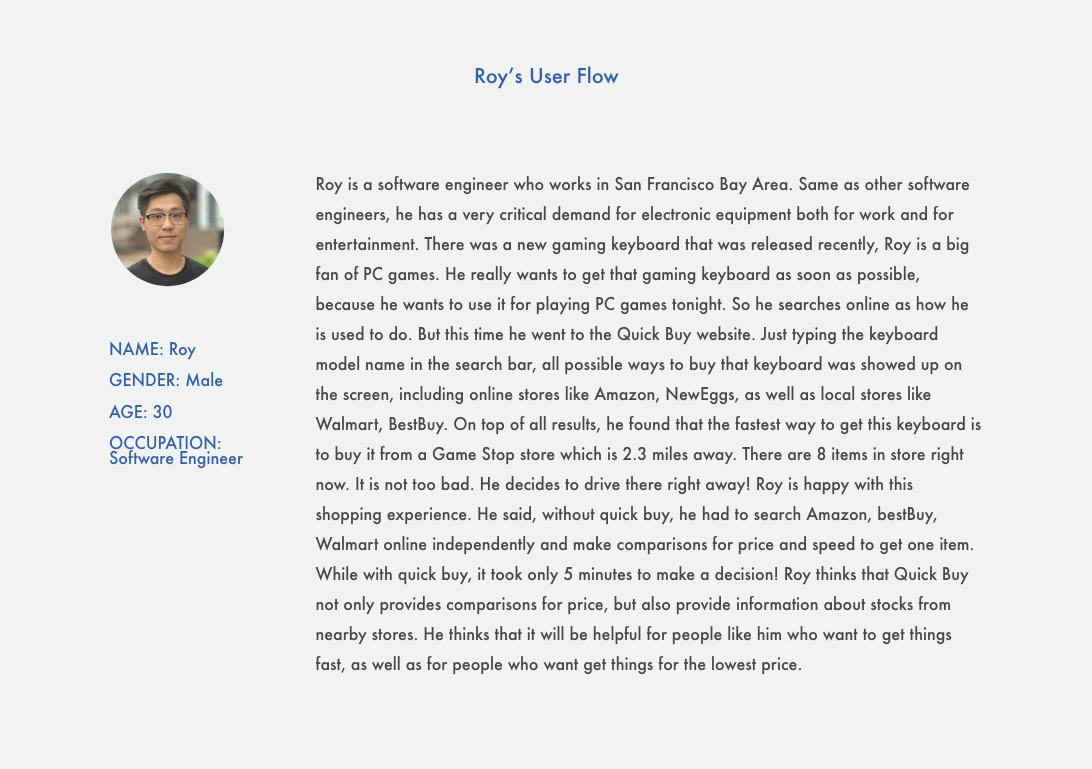 Roy's User Flow
NAME: Roy
GENDER: Male
AGE: 30
OCCUPATION:
Software Engineer
Roy is a software engineer who works in San Francisco Bay Area. Same as other software
engineers, he has a very critical demand for electronic equipment both for work and for
entertainment. There was a new gaming keyboard that was released recently, Roy is a big
fan of PC games. He really wants to get that gaming keyboard as soon as possible,
because he wants to use it for playing PC games tonight. So he searches online as how he
is used to do. But this time he went to the Quick Buy website. Just typing the keyboard
model name in the search bar, all possible ways to buy that keyboard was showed up on
the screen, including online stores like Amazon, NewEggs, as well as local stores like
Walmart, BestBuy. On top of all results, he found that the fastest way to get this keyboard is
to buy it from a Game Stop store which is 2.3 miles away. There are 8 items in store right
now. It is not too bad. He decides to drive there right away! Roy is happy with this
shopping experience. He said, without quick buy, he had to search Amazon, bestBuy,
Walmart online independently and make comparisons for price and speed to get one item.
While with quick buy, it took only 5 minutes to make a decision! Roy thinks that Quick Buy
not only provides comparisons for price, but also provide information about stocks from
nearby stores. He thinks that it will be helpful for people like him who want to get things
fast, as well as for people who want get things for the lowest price.